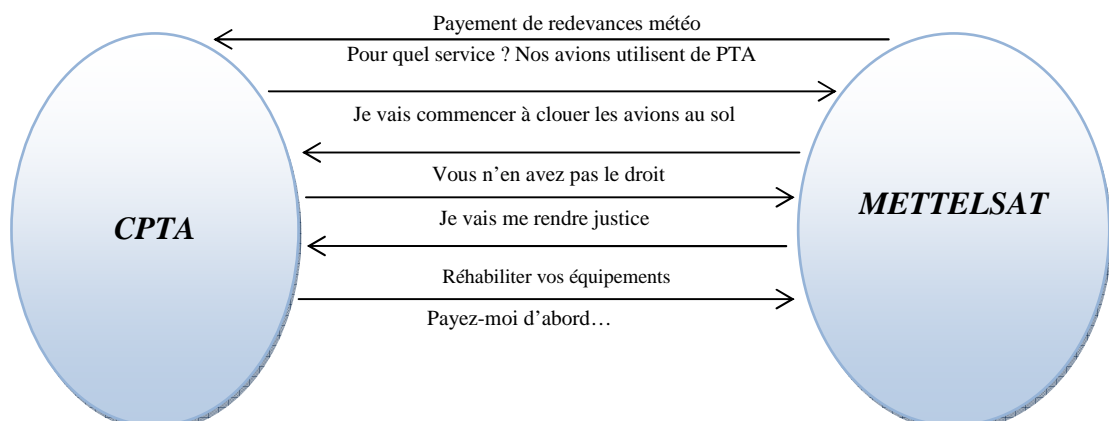 Payement de redevances météo
Pour quel service ? Nos avions utilisent de PTA
Je vais commencer à clouer les avions au sol
Vous n’en avez pas le droit
Je vais me rendre justice
CPTA
METTELSAT
Réhabiliter vos équipements
Payez-moi d’abord…